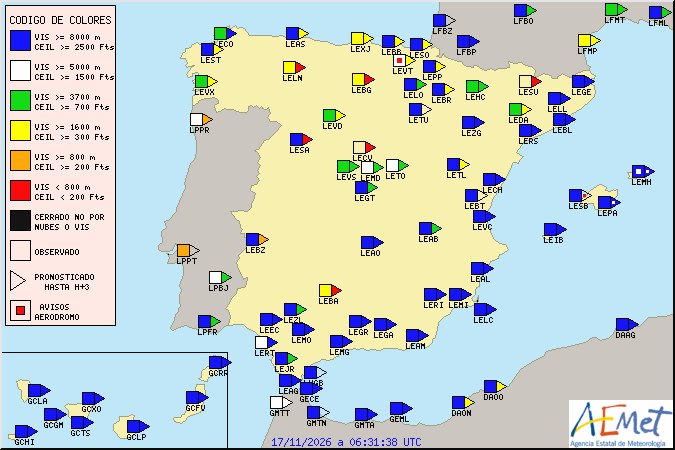 CODIGO DE COLORES
VIS >= 8000 m
CEIL >= 2500 Fts
VIS >= 5000 m
CEIL >= 1500 Fts
VIS >= 3700 m
CEIL >= 700 Fts
VIS >= 1600 m
CEIL >= 300 Fts
VIS >= 800 m
CEIL >= 200 Fts
VIS < 800 m
CEIL < 200 Fts
CERRADO NO POR
NUBES O VIS
OBSERVADO
PRONOSTICADO
HASTA H+3
AVISOS
AERODROMO
LFBO
LFMT
LFML
LFBZ
LECO
LEAS
LEXJ
LEBB
LESO
LFBP
LFMP
LEST
LEVT
LEPP
LELN
LEBG
LEVX
LELO
LEBR
LEHC
LESU
LEGE
LELL
LPPR
LEVD
LETU
LEDA
LEBL
LEZG
LERS
LESA
LECV
LEVS
LEMD
LETO
LETL
LEMH
LEGT
LECH
LEBT
LESB
LEPA
LEVC
LEAB
LEIB
LEBZ
LEAO
LPPT
LEAL
LPBJ
LEBA
LERI
LEMI
LEZL
LELC
LPFR
LEEC
LEMO
LEGR
LEGA
LEAM
DAAG
LERT
LEMG
LEJR
GCRR
LEAG
GECE
DAOO
GCLA
GCXO
GCFV
GMTT
GMTN
GMTA
GEML
DAON
GCGM
GCTS
GCLP
GCHI
17/11/2026 a 06:31:38 UTC
AEMet
Agencia Estatal de Meteorología